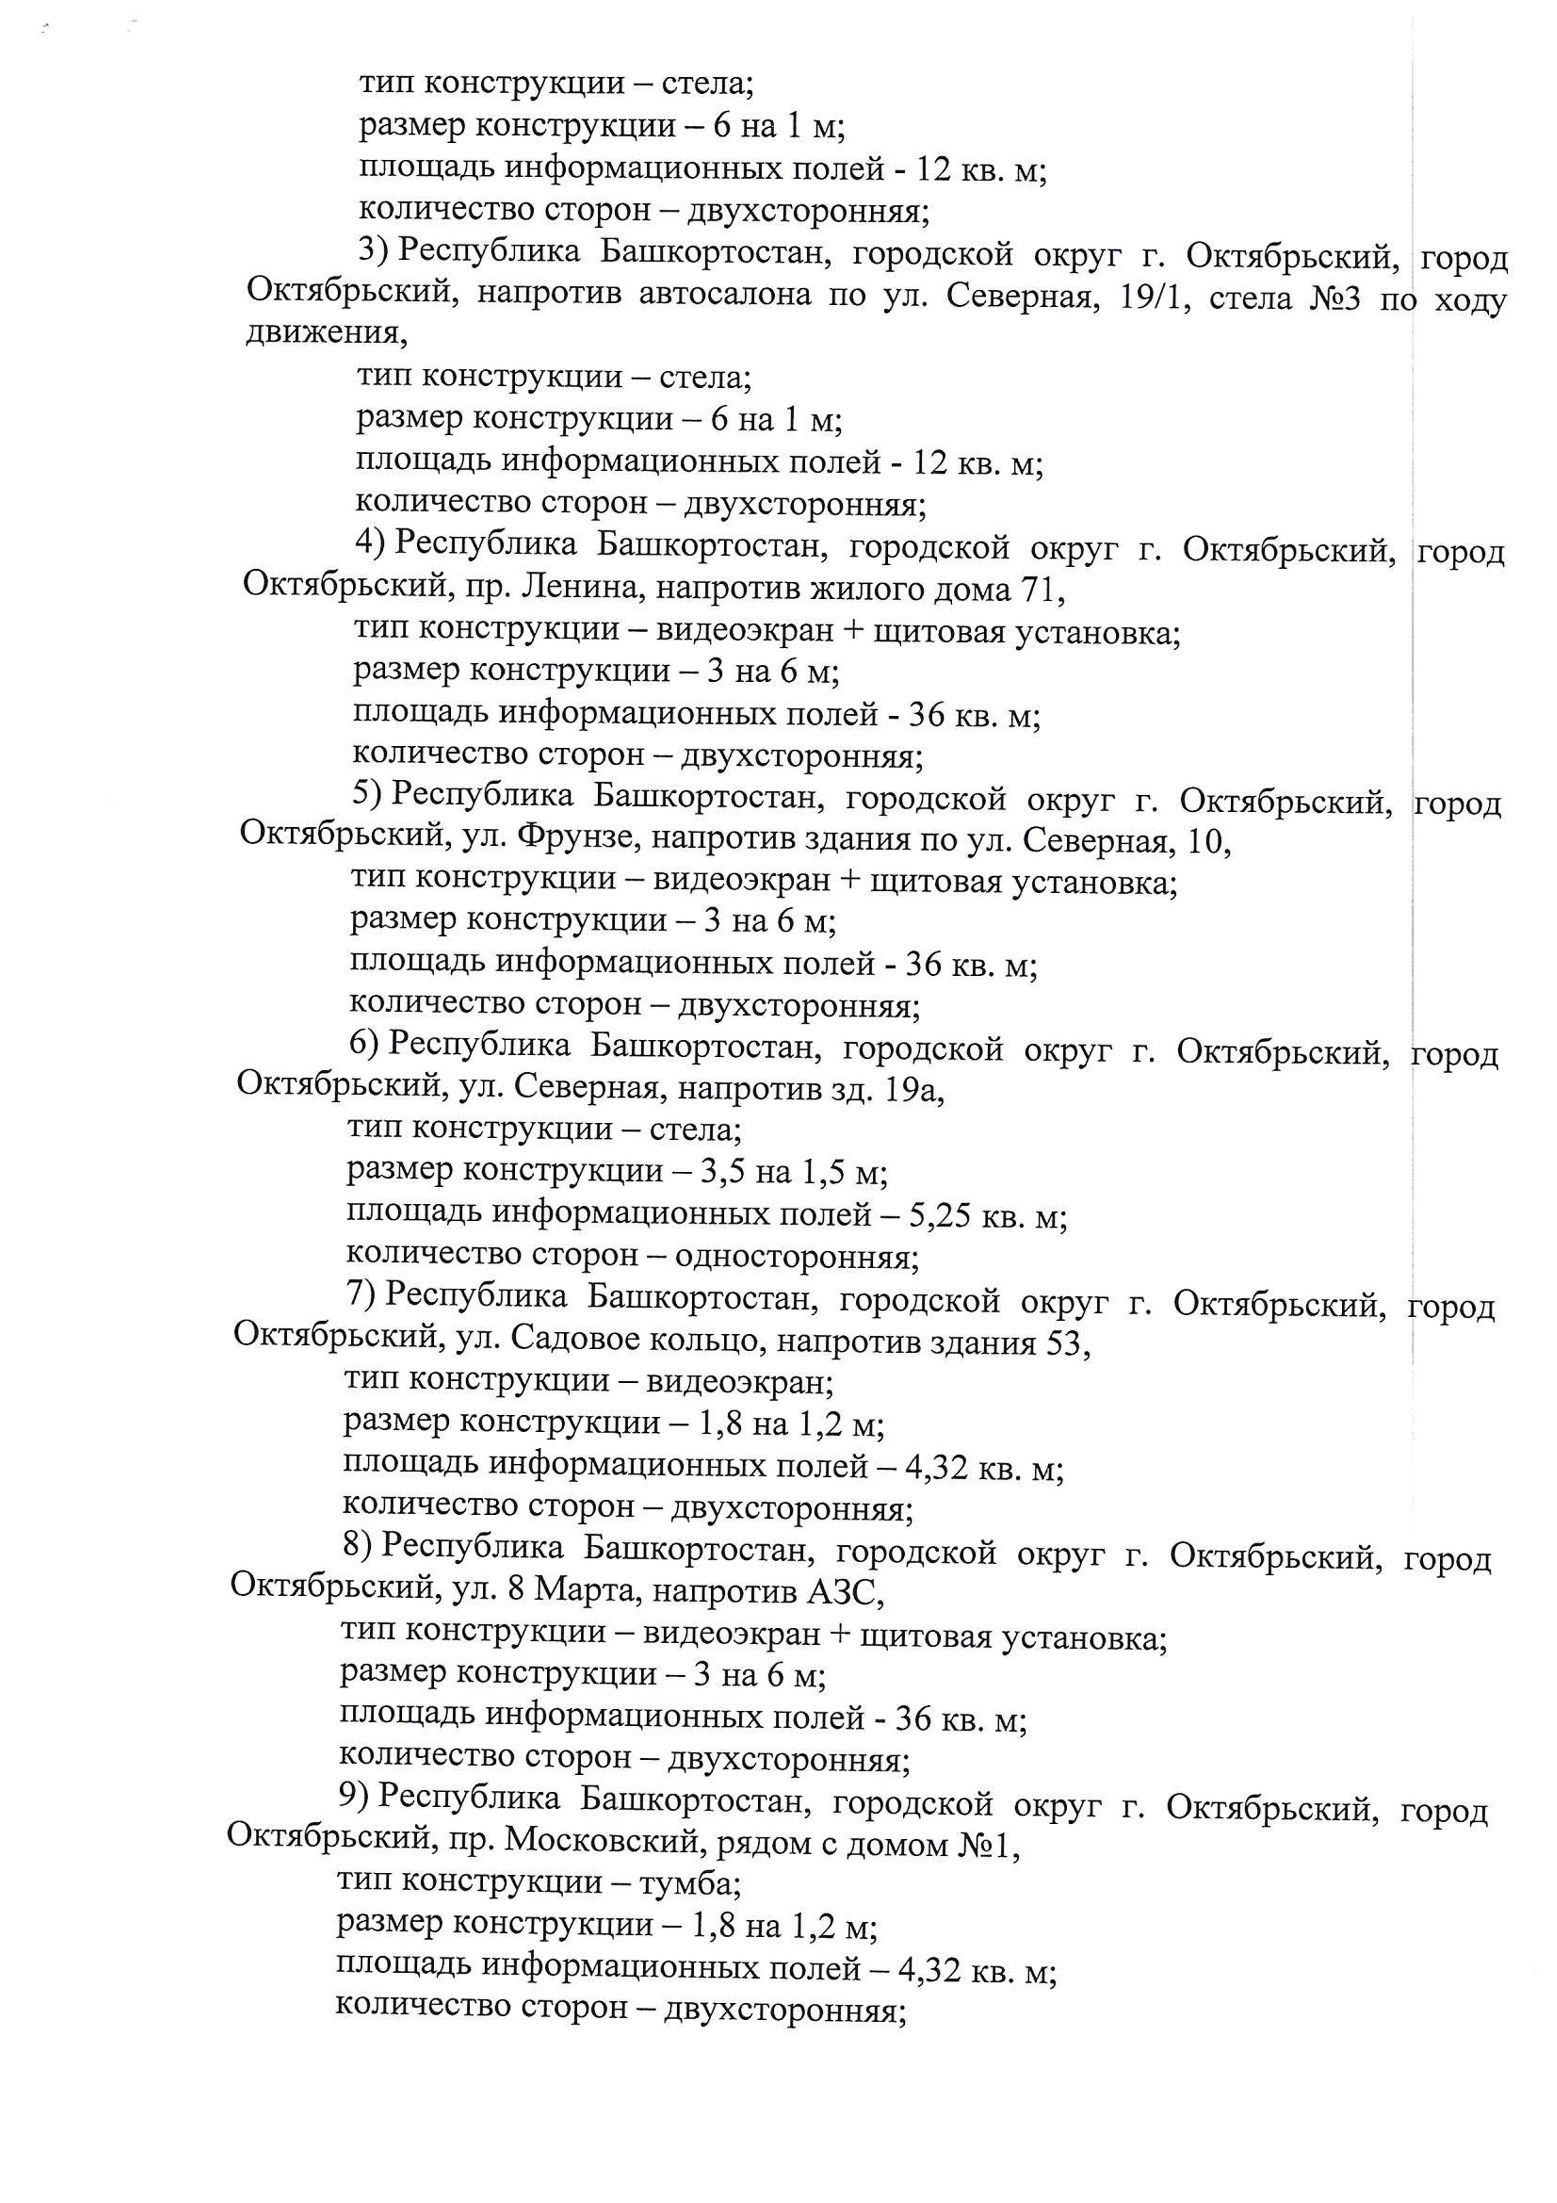 тип конструкции – стела;
размер конструкции – 6 на 1 м;
площадь информационных полей - 12 кв. м;
количество сторон – двухсторонняя;
3) Республика Башкортостан, городской округ г. Октябрьский, город
Октябрьский, напротив автосалона по ул. Северная, 19/1, стела №3 по ходу
движения,
тип конструкции – стела;
размер конструкции – 6 на 1 м;
площадь информационных полей - 12 кв. м;
количество сторон – двухсторонняя;
4) Республика Башкортостан, городской округ г. Октябрьский, город
Октябрьский, пр. Ленина, напротив жилого дома 71,
тип конструкции – видеоэкран + щитовая установка;
размер конструкции – 3 на 6 м;
площадь информационных полей - 36 кв. м;
количество сторон – двухсторонняя;
5) Республика Башкортостан, городской округ г. Октябрьский, город
Октябрьский, ул. Фрунзе, напротив здания по ул. Северная, 10,
тип конструкции – видеоэкран + щитовая установка;
размер конструкции – 3 на 6 м;
площадь информационных полей - 36 кв. м;
количество сторон – двухсторонняя;
6) Республика Башкортостан, городской округ г. Октябрьский, город
Октябрьский, ул. Северная, напротив зд. 19а,
тип конструкции – стела;
размер конструкции – 3,5 на 1,5 м;
площадь информационных полей – 5,25 кв. м;
количество сторон – односторонняя;
7) Республика Башкортостан, городской округ г. Октябрьский, город
Октябрьский, ул. Садовое кольцо, напротив здания 53,
тип конструкции – видеоэкран;
размер конструкции – 1,8 на 1,2 м;
площадь информационных полей – 4,32 кв. м;
количество сторон – двухсторонняя;
8) Республика Башкортостан, городской округ г. Октябрьский, город
Октябрьский, ул. 8 Марта, напротив АЗС,
тип конструкции – видеоэкран + щитовая установка;
размер конструкции – 3 на 6 м;
площадь информационных полей - 36 кв. м;
количество сторон – двухсторонняя;
9) Республика Башкортостан, городской округ г. Октябрьский, город
Октябрьский, пр. Московский, рядом с домом №1,
тип конструкции – тумба;
размер конструкции – 1,8 на 1,2 м;
площадь информационных полей – 4,32 кв. м;
количество сторон – двухсторонняя;